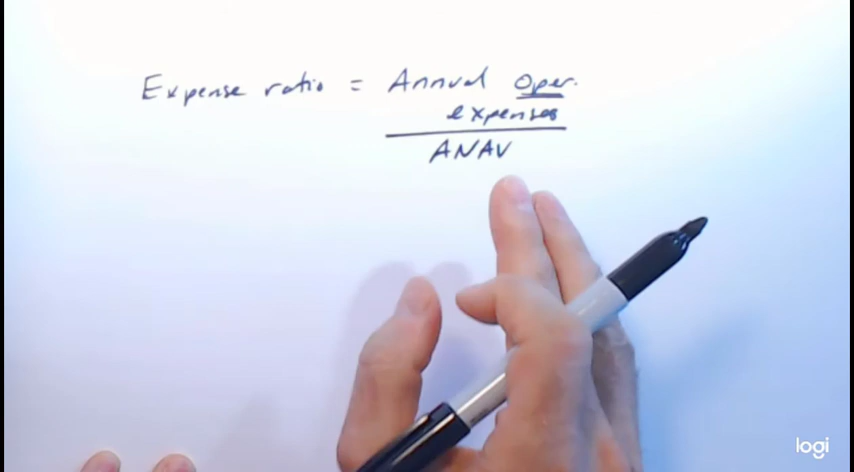 Expense ratio = Annual Oper.
expenses
ANAV
logi